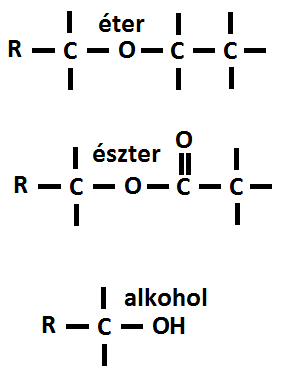 éter
R C O C C
észter
O
R C O C C
alkohol
R C OH